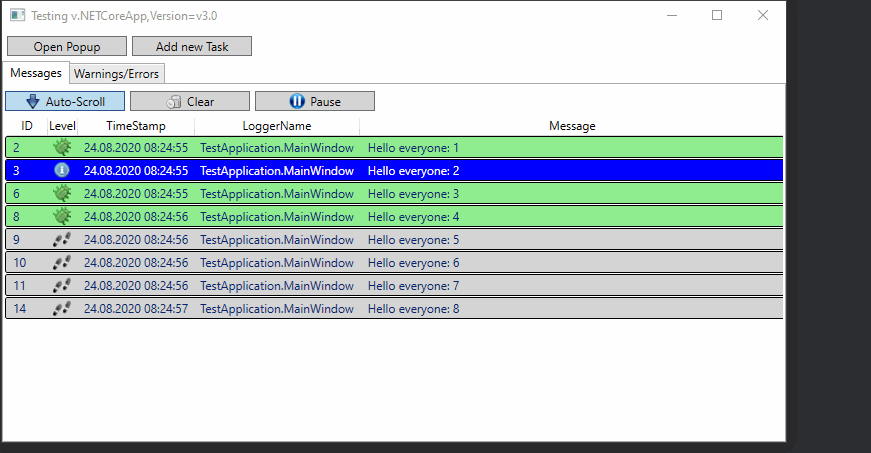 Testing v.NETCoreApp,Version=v3.0
Open Popup Add new Task
Messages Warnings/Errors
Auto-Scroll Clear Pause
ID Level TimeStamp LoggerName Message
2 24.08.2020 08:24:55 TestApplication.MainWindow Hello everyone: 1
3 24.08.2020 08:24:55 TestApplication.MainWindow Hello everyone: 2
6 24.08.2020 08:24:55 TestApplication.MainWindow Hello everyone: 3
8 24.08.2020 08:24:56 TestApplication.MainWindow Hello everyone: 4
9 24.08.2020 08:24:56 TestApplication.MainWindow Hello everyone: 5
10 24.08.2020 08:24:56 TestApplication.MainWindow Hello everyone: 6
11 24.08.2020 08:24:56 TestApplication.MainWindow Hello everyone: 7
14 24.08.2020 08:24:57 TestApplication.MainWindow Hello everyone: 8